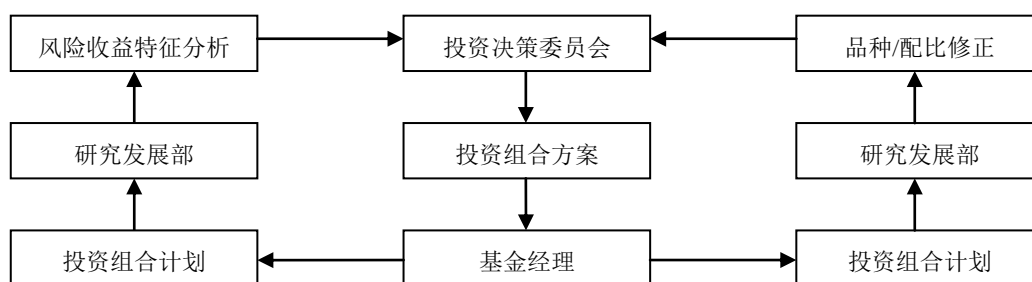 风险收益特征分析
投资决策委员会
品种/配比修正
研究发展部
投资组合方案
研究发展部
投资组合计划
基金经理
投资组合计划